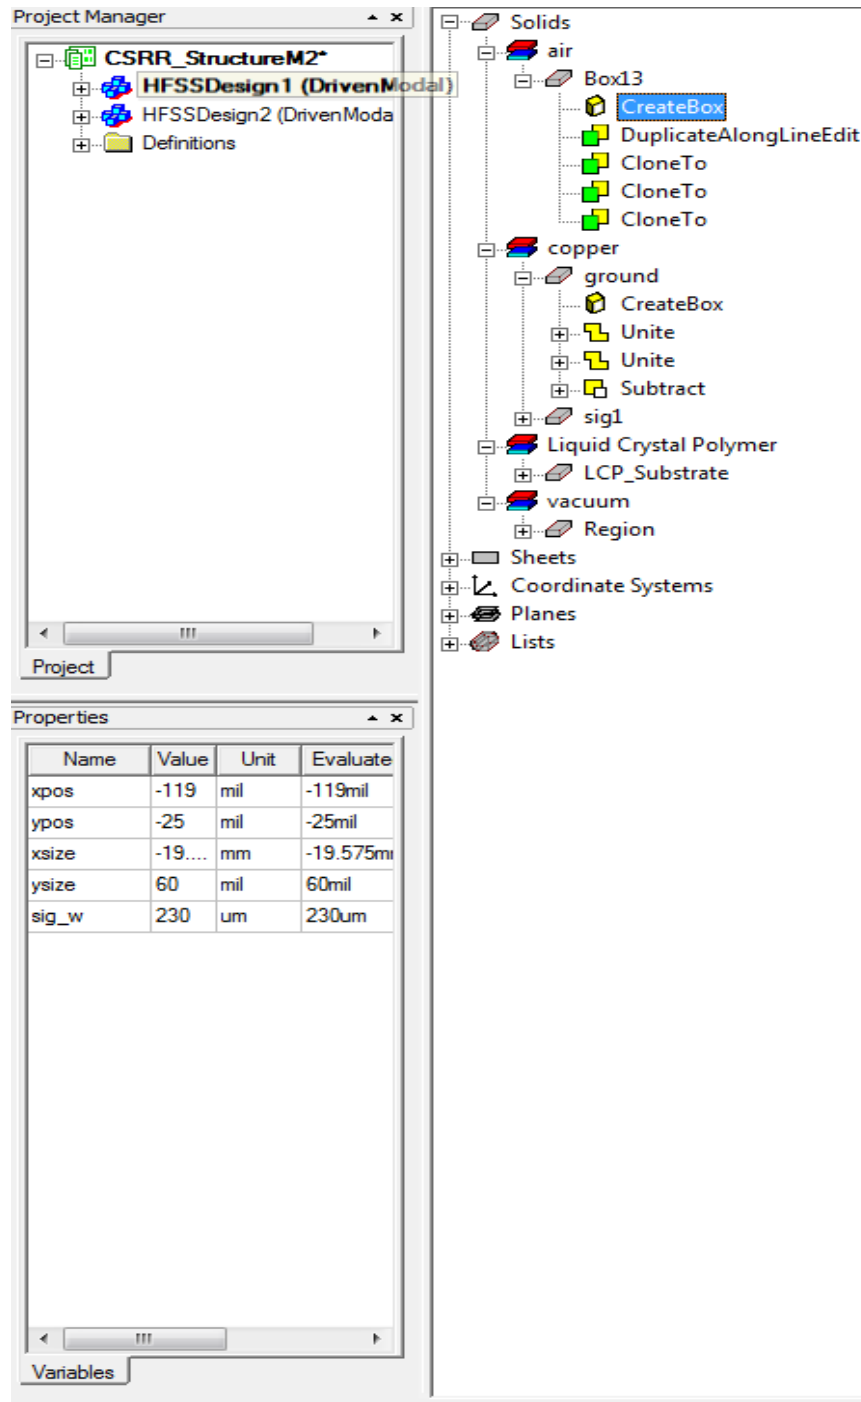 Project Manager
CSRR_StructureM2*
HFSSDesign1 (DrivenModal)
HFSSDesign2 (DrivenModa
Definitions
Project
Properties
Name Value Unit Evaluate
xpos -119 mil -119mil
ypos -25 mil -25mil
xsize -19.... mm -19.575m
ysize 60 mil 60mil
sig_w 230 um 230um
Variables
Solids
air
Box13
CreateBox
DuplicateAlongLineEdit
CloneTo
CloneTo
CloneTo
copper
ground
CreateBox
Unite
Unite
Subtract
sig1
Liquid Crystal Polymer
LCP_Substrate
vacuum
Region
Sheets
Coordinate Systems
Planes
Lists